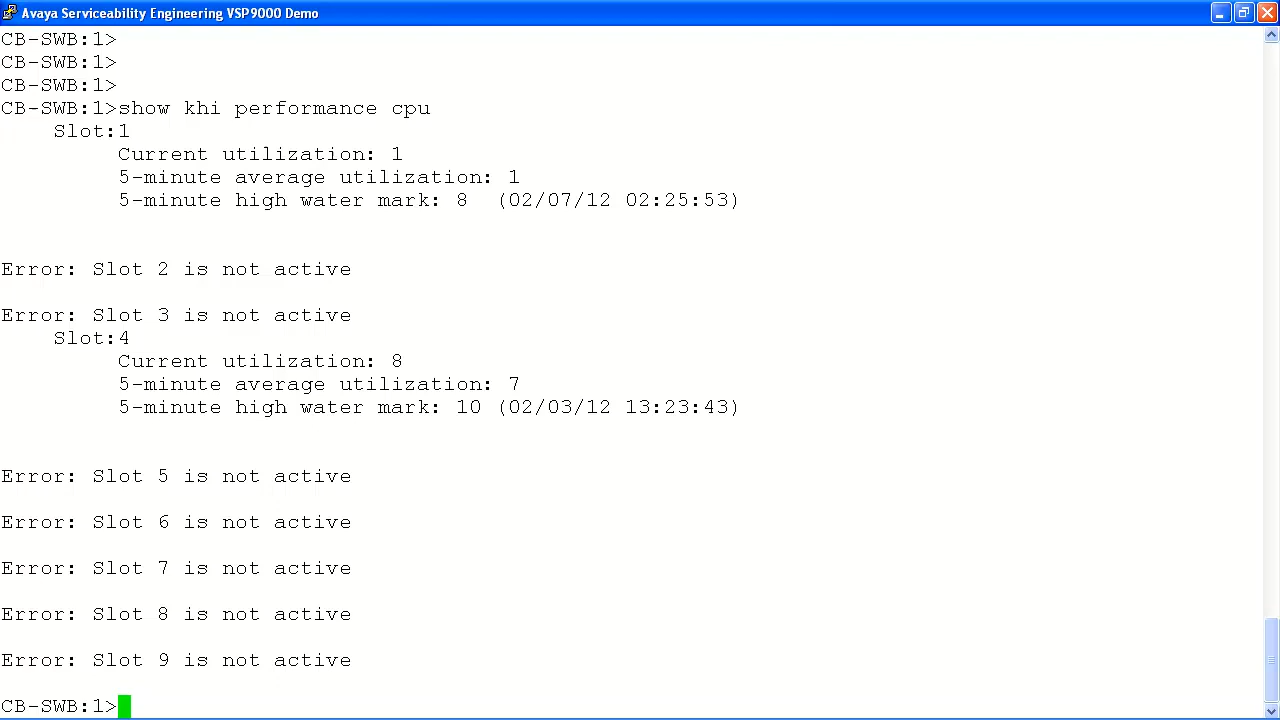 Avaya Serviceability Engineering VSP9000 Demo
CB-SWB:1>
CB-SWB:1>
CB-SWB:1>
CB-SWB:1>show khi performance cpu
Slot:1
Current utilization: 1
5-minute average utilization: 1
5-minute high water mark: 8  (02/07/12 02:25:53)
Error: Slot 2 is not active
Error: Slot 3 is not active
Slot:4
Current utilization: 8
5-minute average utilization: 7
5-minute high water mark: 10 (02/03/12 13:23:43)
Error: Slot 5 is not active
Error: Slot 6 is not active
Error: Slot 7 is not active
Error: Slot 8 is not active
Error: Slot 9 is not active
CB-SWB:1>